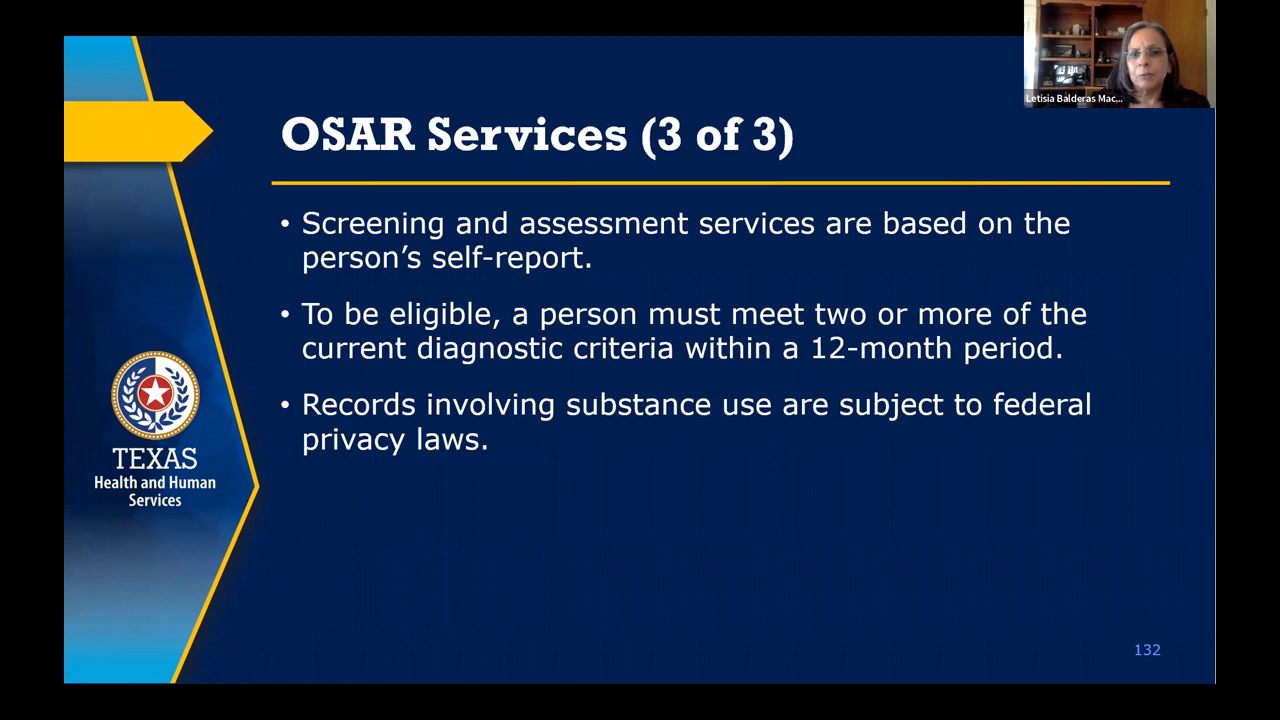 Letisia Balderas Mac...
OSAR Services (3 of 3)
• Screening and assessment services are based on the
person’s self-report.
• To be eligible, a person must meet two or more of the
current diagnostic criteria within a 12-month period.
• Records involving substance use are subject to federal
privacy laws.
TEXAS
Health and Human
Services
132